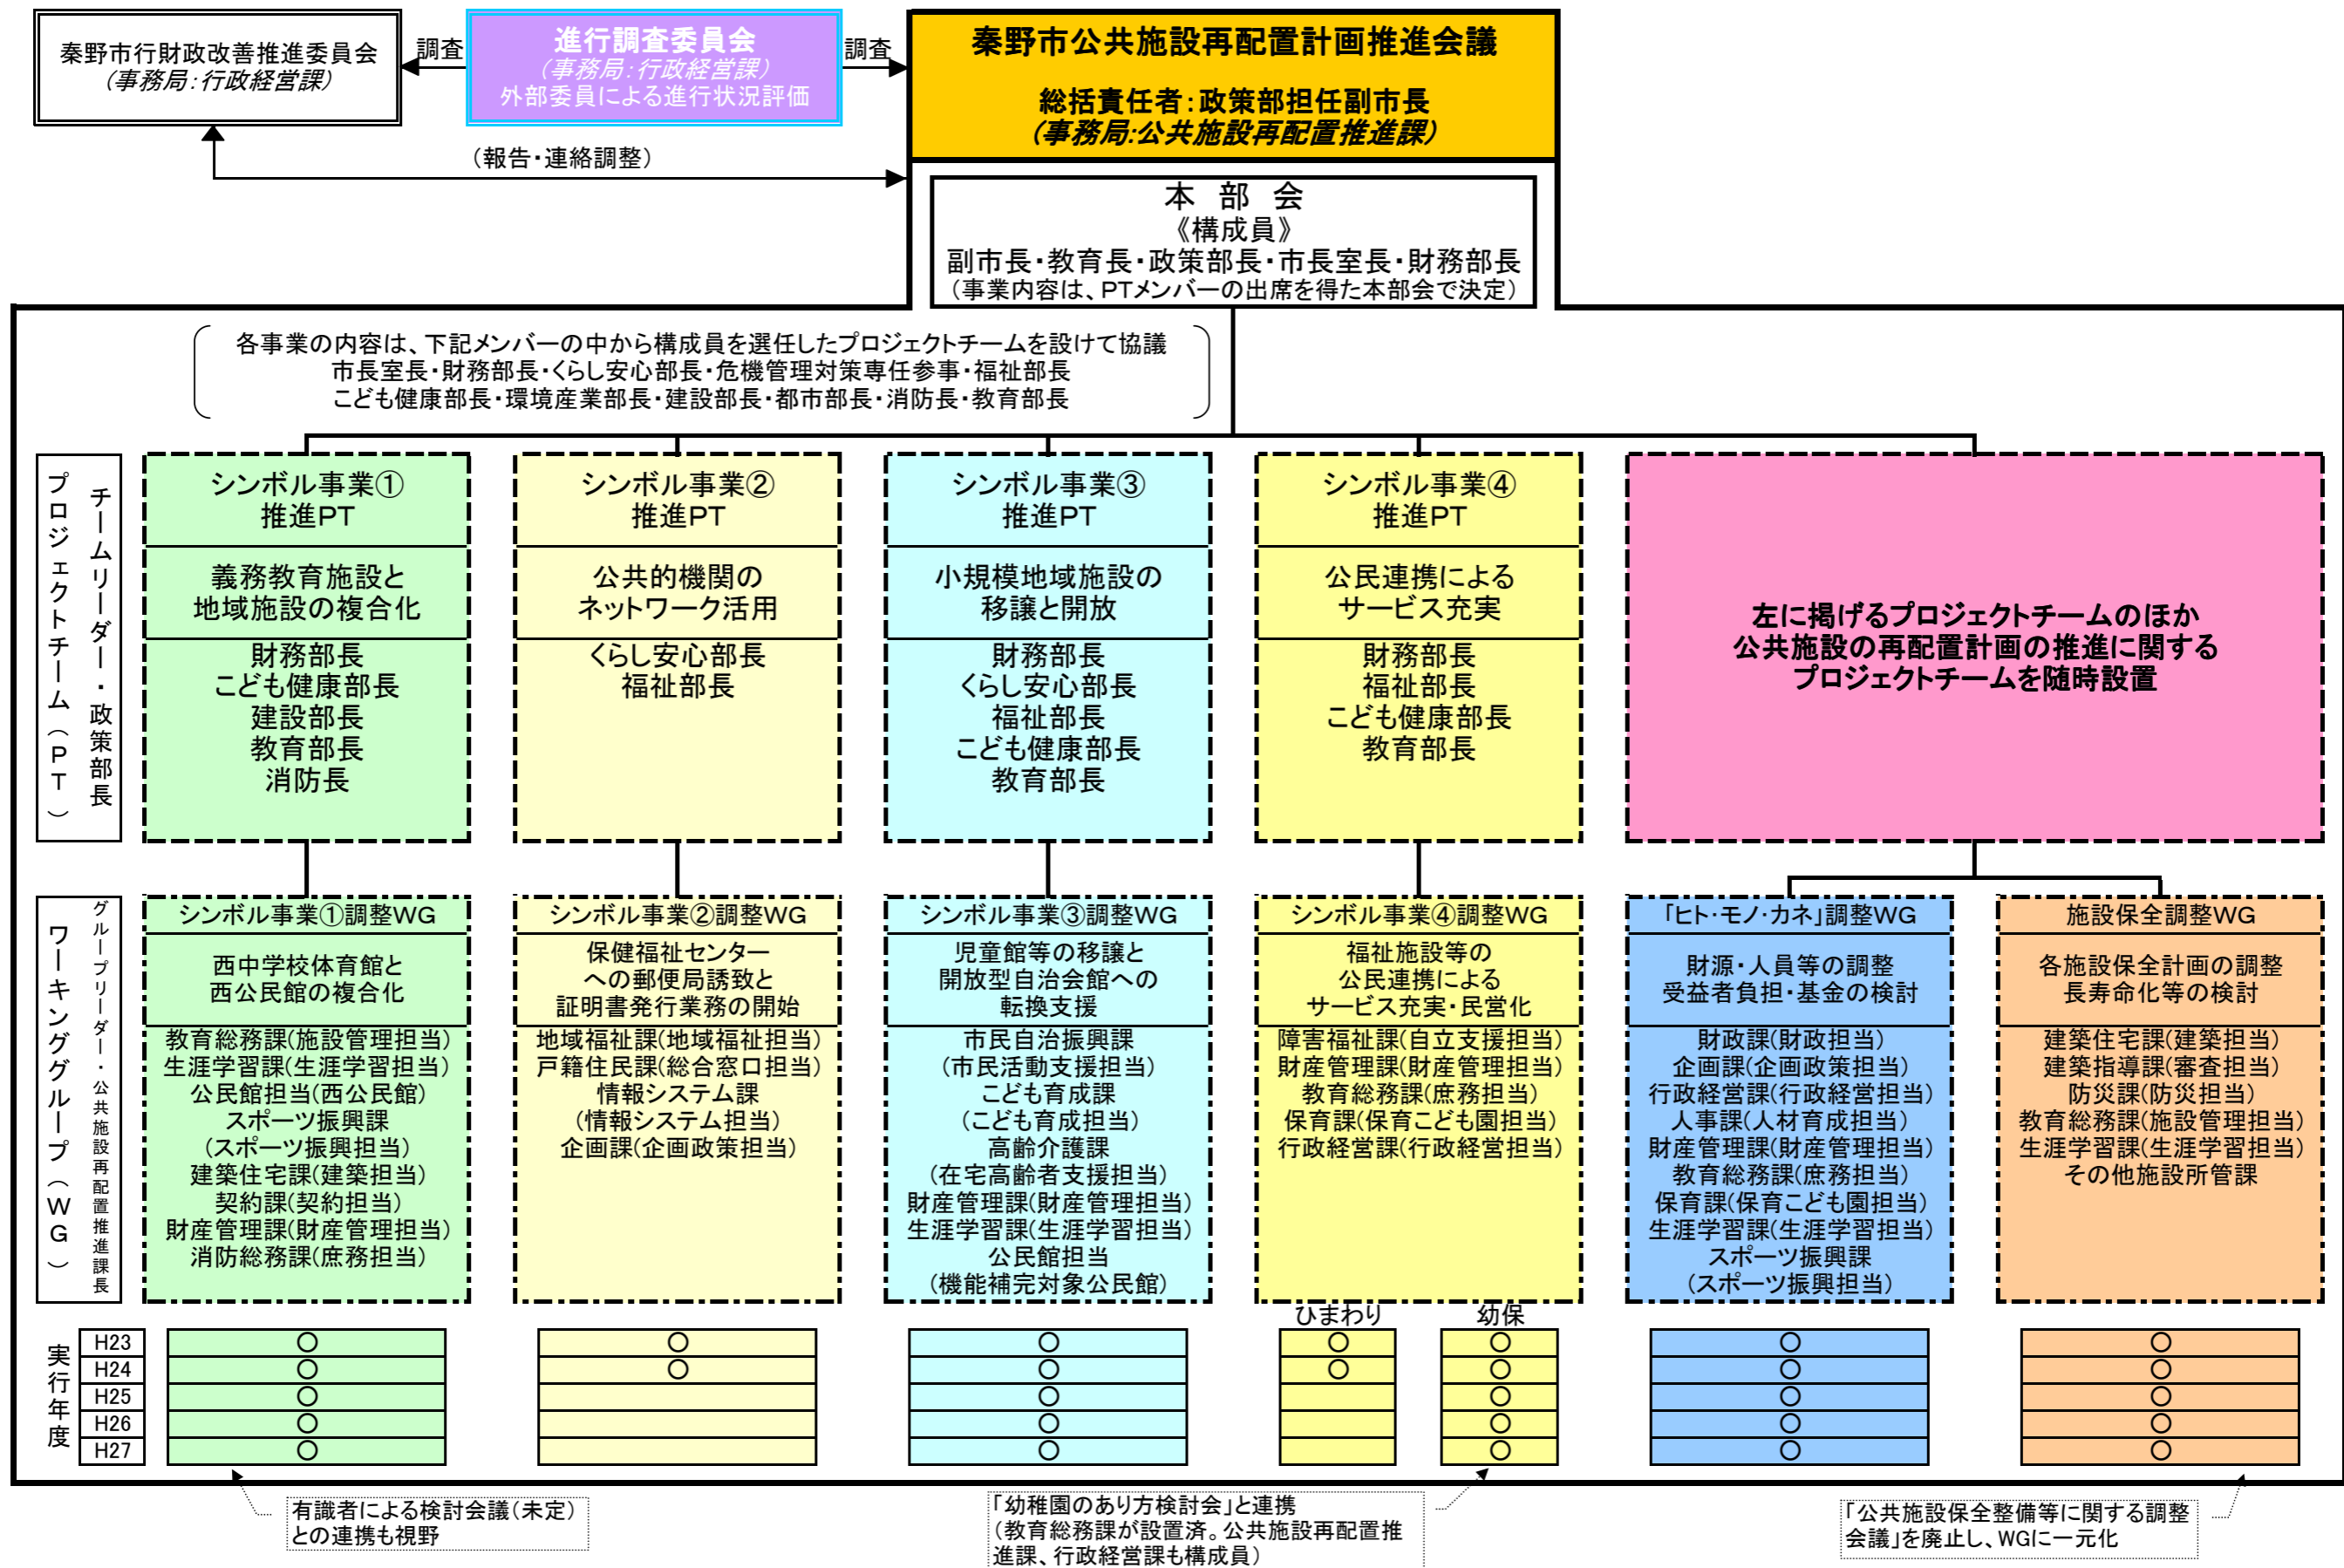 秦野市行財政改善推進委員会
(事務局：行政経営課)
調査
進行調査委員会
(事務局：行政経営課)
外部委員による進行状況評価
調査
秦野市公共施設再配置計画推進会議
総括責任者：政策部担任副市長
(事務局:公共施設再配置推進課)
(報告・連絡調整)
本 部 会
《構成員》
副市長・教育長・政策部長・市長室長・財務部長
(事業内容は、PTメンバーの出席を得た本部会で決定)
各事業の内容は、下記メンバーの中から構成員を選任したプロジェクトチームを設けて協議
市長室長・財務部長・くらし安心部長・危機管理対策専任参事・福祉部長
こども健康部長・環境産業部長・建設部長・都市部長・消防長・教育部長
チームリーダー・政策部長
プロジェクトチーム(PT)
シンボル事業①
推進PT
義務教育施設と
地域施設の複合化
財務部長
こども健康部長
建設部長
教育部長
消防長
シンボル事業②
推進PT
公共的機関の
ネットワーク活用
くらし安心部長
福祉部長
シンボル事業③
推進PT
小規模地域施設の
移譲と開放
財務部長
くらし安心部長
福祉部長
こども健康部長
教育部長
シンボル事業④
推進PT
公民連携による
サービス充実
財務部長
福祉部長
こども健康部長
教育部長
左に掲げるプロジェクトチームのほか
公共施設の再配置計画の推進に関する
プロジェクトチームを随時設置
グループリーダー・公共施設再配置推進課長
ワーキンググループ(WG)
シンボル事業①調整WG
西中学校体育館と
西公民館の複合化
教育総務課(施設管理担当)
生涯学習課(生涯学習担当)
公民館担当(西公民館)
スポーツ振興課
(スポーツ振興担当)
建築住宅課(建築担当)
契約課(契約担当)
財産管理課(財産管理担当)
消防総務課(庶務担当)
シンボル事業②調整WG
保健福祉センター
への郵便局誘致と
証明書発行業務の開始
地域福祉課(地域福祉担当)
戸籍住民課(総合窓口担当)
情報システム課
(情報システム担当)
企画課(企画政策担当)
シンボル事業③調整WG
児童館等の移譲と
開放型自治会館への
転換支援
市民自治振興課
(市民活動支援担当)
こども育成課
(こども育成担当)
高齢介護課
(在宅高齢者支援担当)
財産管理課(財産管理担当)
生涯学習課(生涯学習担当)
公民館担当
(機能補完対象公民館)
シンボル事業④調整WG
福祉施設等の
公民連携による
サービス充実・民営化
障害福祉課(自立支援担当)
財産管理課(財産管理担当)
教育総務課(庶務担当)
保育課(保育こども園担当)
行政経営課(行政経営担当)
「ヒト・モノ・カネ」調整WG
財源・人員等の調整
受益者負担・基金の検討
財政課(財政担当)
企画課(企画政策担当)
行政経営課(行政経営担当)
人事課(人材育成担当)
財産管理課(財産管理担当)
教育総務課(庶務担当)
保育課(保育こども園担当)
生涯学習課(生涯学習担当)
スポーツ振興課
(スポーツ振興担当)
施設保全調整WG
各施設保全計画の調整
長寿命化等の検討
建築住宅課(建築担当)
建築指導課(審査担当)
防災課(防災担当)
教育総務課(施設管理担当)
生涯学習課(生涯学習担当)
その他施設所管課
ひまわり 幼保
実行年度
H23 ○ ○ ○ ○ ○ ○ ○
H24 ○ ○ ○ ○ ○ ○ ○
H25 ○ ○ ○ ○ ○
H26 ○ ○ ○ ○ ○
H27 ○ ○ ○ ○ ○
有識者による検討会議(未定)
との連携も視野
「幼稚園のあり方検討会」と連携
(教育総務課が設置済。公共施設再配置推
進課、行政経営課も構成員)
「公共施設保全整備等に関する調整
会議」を廃止し、WGに一元化